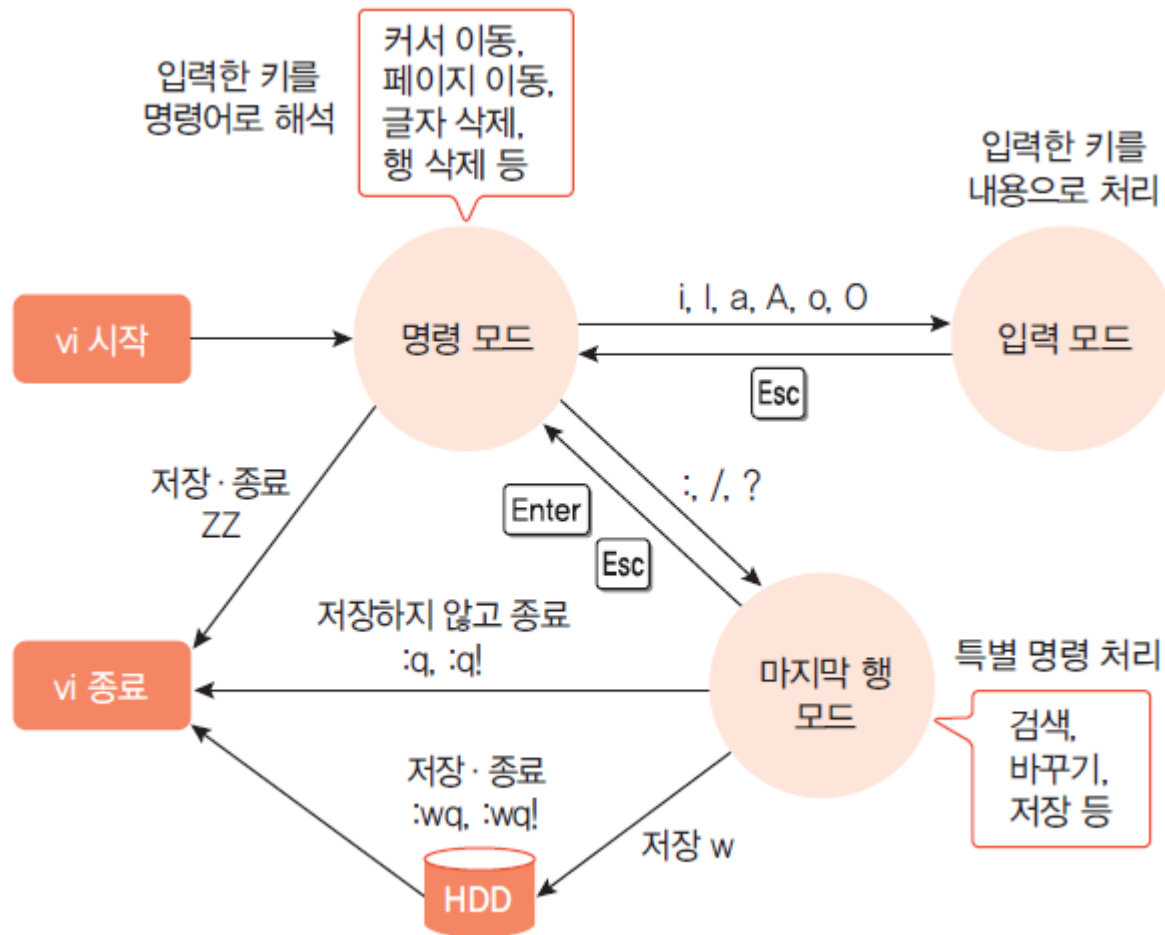 입력한 키를
명령어로 해석
커서 이동,
페이지 이동,
글자 삭제,
행 삭제 등
입력한 키를
내용으로 처리
vi 시작
명령 모드
i, I, a, A, o, O
Esc
입력 모드
저장 · 종료
ZZ
:, /, ?
Enter
Esc
저장하지 않고 종료
:q, :q!
vi 종료
마지막 행
모드
특별 명령 처리
검색,
바꾸기,
저장 등
저장 · 종료
:wq, :wq!
저장 w
HDD